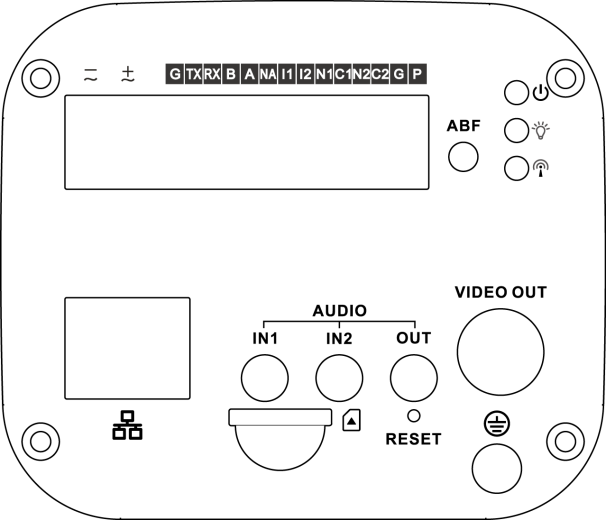 G TX RX B A NA I1 I2 N1 C1 N2 C2 G P
ABF
VIDEO OUT
AUDIO
IN1 IN2 OUT
RESET